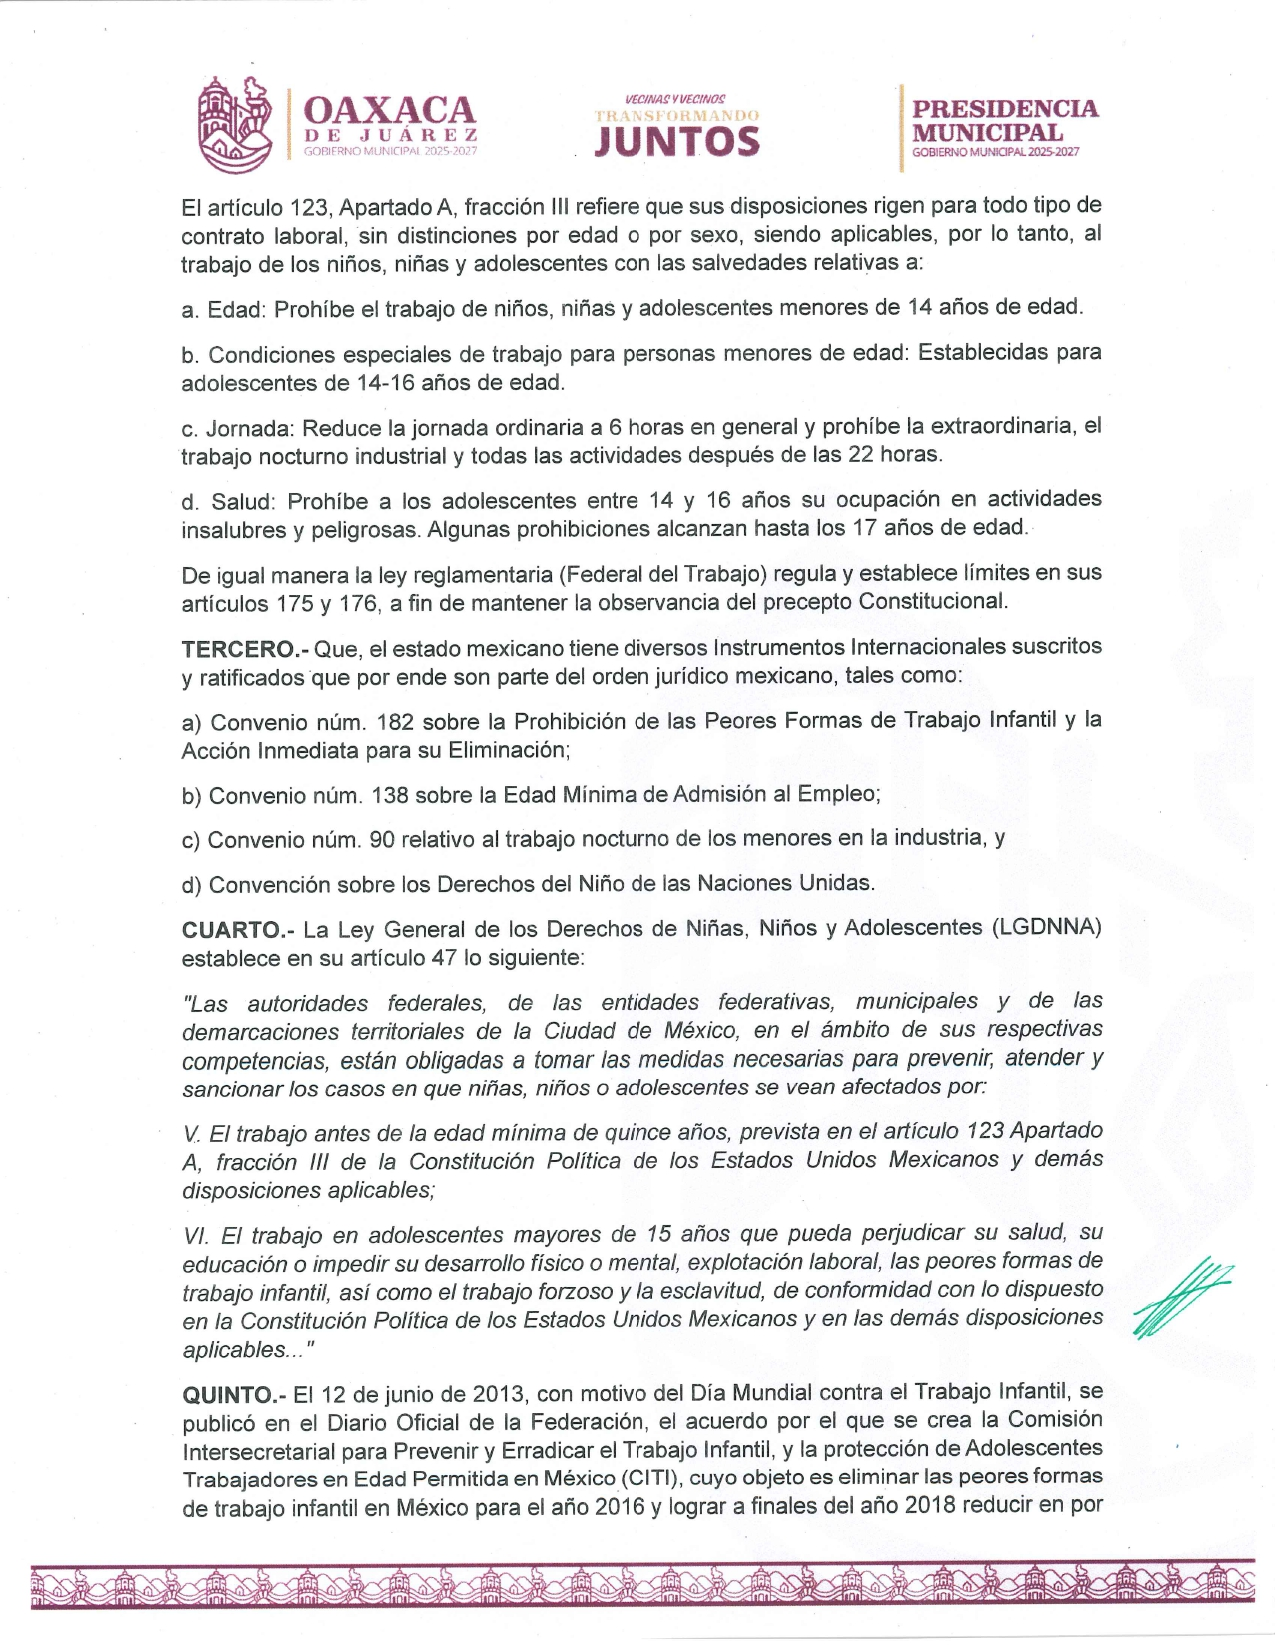 OAXACA
DE JUÁREZ
GOBIERNO MUNICIPAL 2025-2027
VECINAS Y VECINOS
TRANSFORMANDO
JUNTOS
PRESIDENCIA
MUNICIPAL
GOBIERNO MUNICIPAL 2025-2027
El artículo 123, Apartado A, fracción III refiere que sus disposiciones rigen para todo tipo de
contrato laboral, sin distinciones por edad o por sexo, siendo aplicables, por lo tanto, al
trabajo de los niños, niñas y adolescentes con las salvedades relativas a:
a. Edad: Prohíbe el trabajo de niños, niñas y adolescentes menores de 14 años de edad.
b. Condiciones especiales de trabajo para personas menores de edad: Establecidas para
adolescentes de 14-16 años de edad.
c. Jornada: Reduce la jornada ordinaria a 6 horas en general y prohíbe la extraordinaria, el
trabajo nocturno industrial y todas las actividades después de las 22 horas.
d. Salud: Prohíbe a los adolescentes entre 14 y 16 años su ocupación en actividades
insalubres y peligrosas. Algunas prohibiciones alcanzan hasta los 17 años de edad.
De igual manera la ley reglamentaria (Federal del Trabajo) regula y establece límites en sus
artículos 175 y 176, a fin de mantener la observancia del precepto Constitucional.
TERCERO.- Que, el estado mexicano tiene diversos Instrumentos Internacionales suscritos
y ratificados que por ende son parte del orden jurídico mexicano, tales como:
a) Convenio núm. 182 sobre la Prohibición de las Peores Formas de Trabajo Infantil y la
Acción Inmediata para su Eliminación;
b) Convenio núm. 138 sobre la Edad Mínima de Admisión al Empleo;
c) Convenio núm. 90 relativo al trabajo nocturno de los menores en la industria, y
d) Convención sobre los Derechos del Niño de las Naciones Unidas.
CUARTO.- La Ley General de los Derechos de Niñas, Niños y Adolescentes (LGDNNA)
establece en su artículo 47 lo siguiente:
"Las autoridades federales, de las entidades federativas, municipales y de las
demarcaciones territoriales de la Ciudad de México, en el ámbito de sus respectivas
competencias, están obligadas a tomar las medidas necesarias para prevenir, atender y
sancionar los casos en que niñas, niños o adolescentes se vean afectados por:
V. El trabajo antes de la edad mínima de quince años, prevista en el artículo 123 Apartado
A, fracción III de la Constitución Política de los Estados Unidos Mexicanos y demás
disposiciones aplicables;
VI. El trabajo en adolescentes mayores de 15 años que pueda perjudicar su salud, su
educación o impedir su desarrollo físico o mental, explotación laboral, las peores formas de
trabajo infantil, así como el trabajo forzoso y la esclavitud, de conformidad con lo dispuesto
en la Constitución Política de los Estados Unidos Mexicanos y en las demás disposiciones
aplicables..."
QUINTO.- El 12 de junio de 2013, con motivo del Día Mundial contra el Trabajo Infantil, se
publicó en el Diario Oficial de la Federación, el acuerdo por el que se crea la Comisión
Intersecretarial para Prevenir y Erradicar el Trabajo Infantil, y la protección de Adolescentes
Trabajadores en Edad Permitida en México (CITI), cuyo objeto es eliminar las peores formas
de trabajo infantil en México para el año 2016 y lograr a finales del año 2018 reducir en por